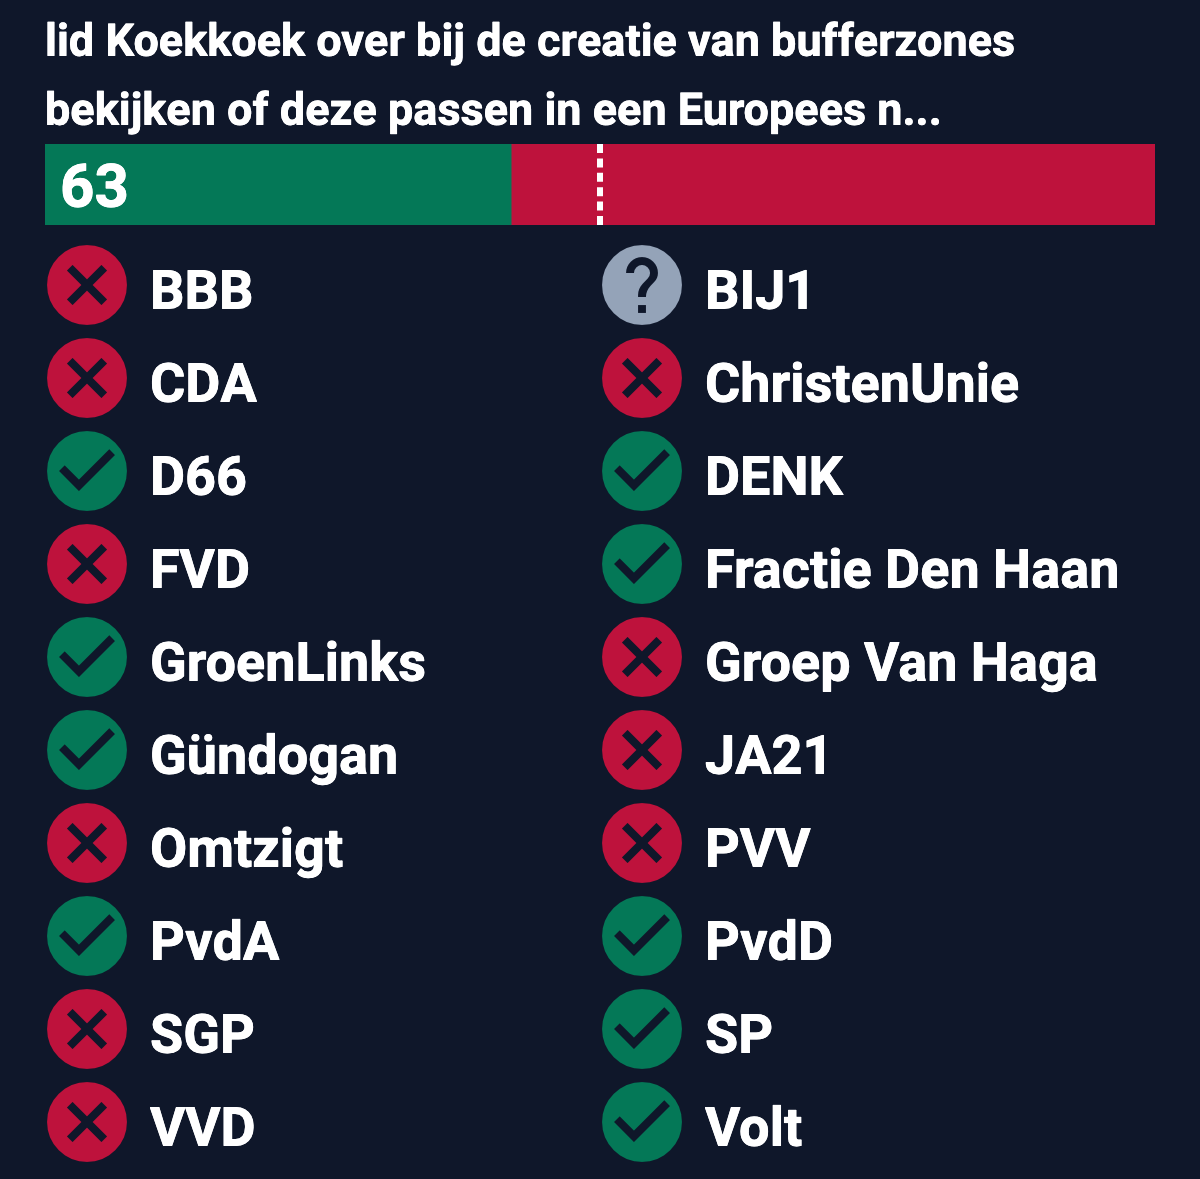 lid Koekkoek over bij de creatie van bufferzones
bekijken of deze passen in een Europees n...
63
BBB
? BIJ1
CDA
ChristenUnie
D66
DENK
FVD
Fractie Den Haan
GroenLinks
Groep Van Haga
Gündogan
JA21
Omtzigt
PVV
PvdA
PvdD
SGP
SP
VVD
Volt